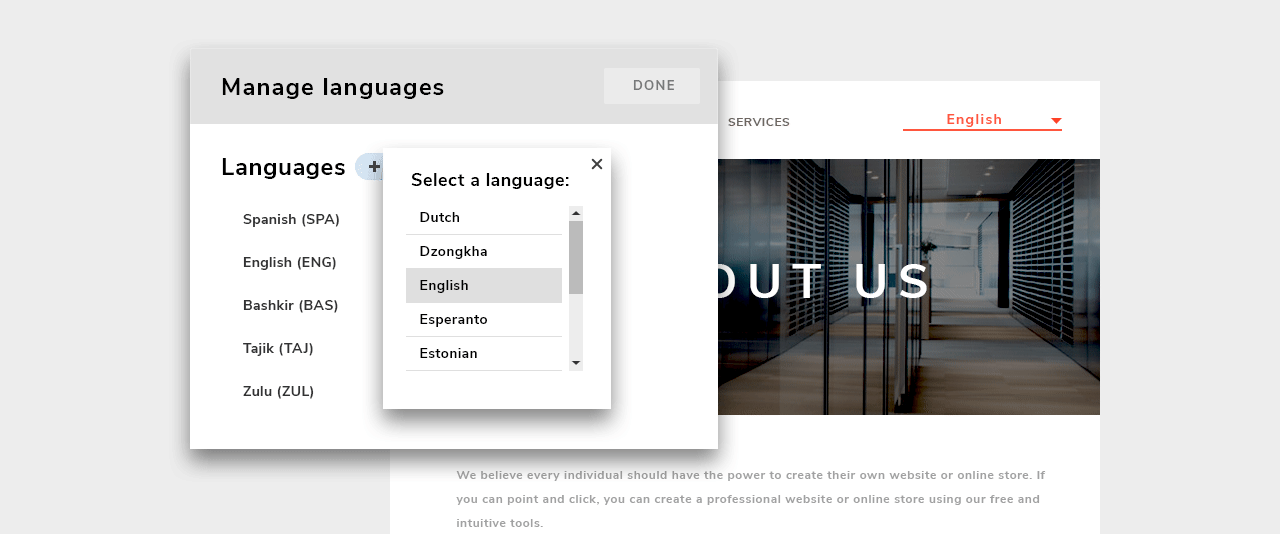 Manage languages
DONE
SERVICES
English
Languages
Select a language:
Spanish (SPA)
English (ENG)
Bashkir (BAS)
Tajik (TAJ)
Zulu (ZUL)
Dutch
Dzongkha
English
Esperanto
Estonian
OUT US
We believe every individual should have the power to create their own website or online store. If
you can point and click, you can create a professional website or online store using our free and
intuitive tools.